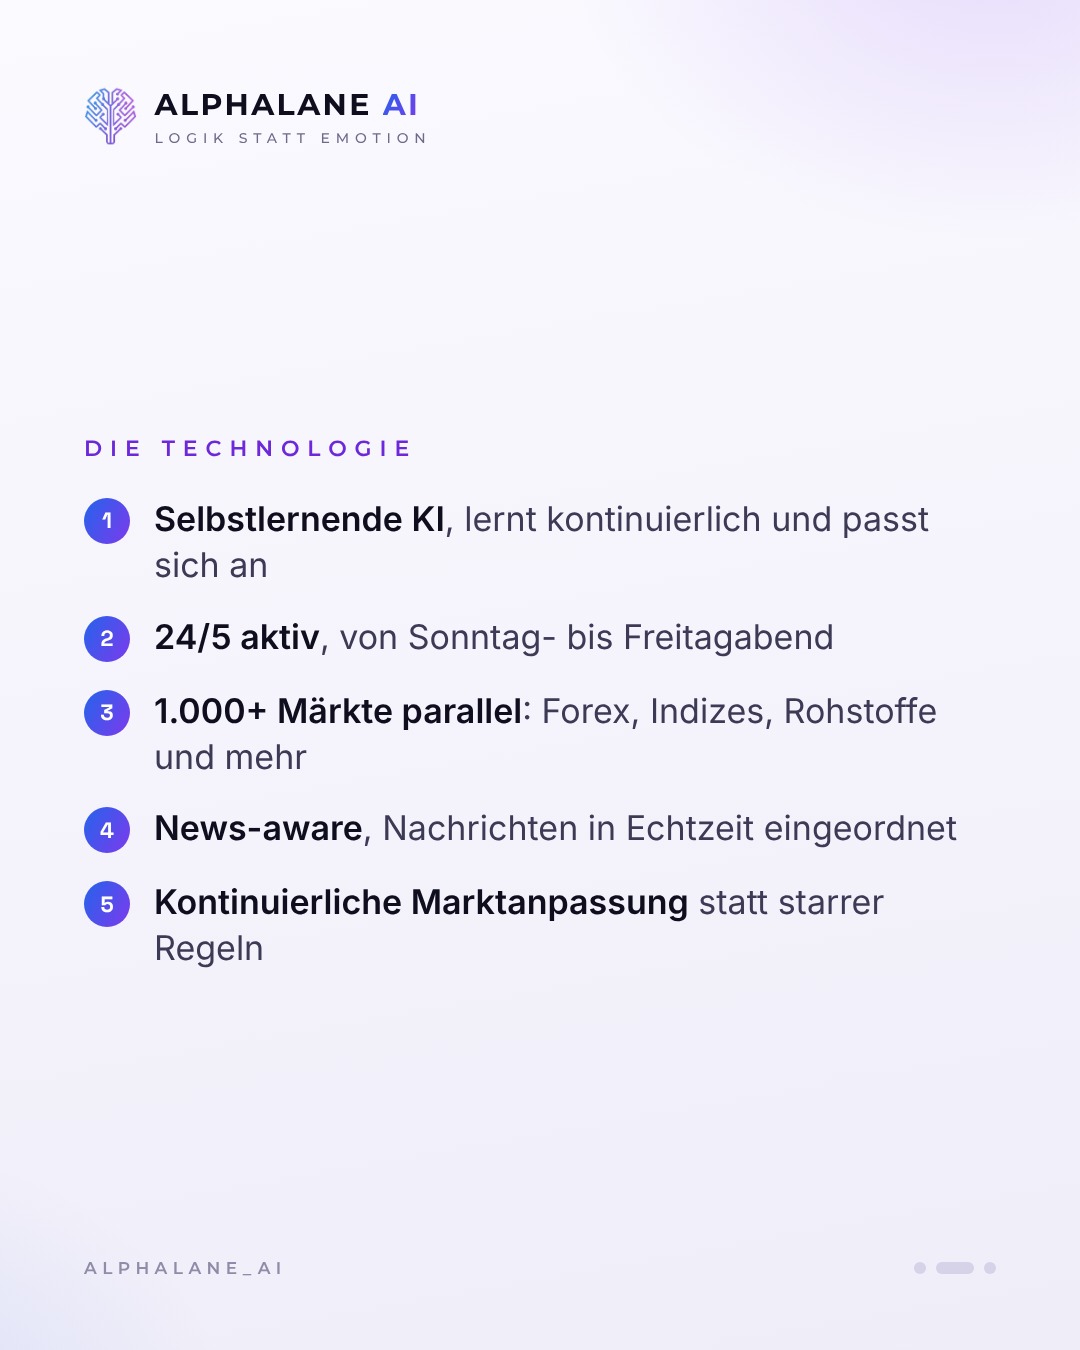 ALPHALANE AI
LOGIK STATT EMOTION
DIE TECHNOLOGIE
1 Selbstlernende KI, lernt kontinuierlich und passt
sich an
2 24/5 aktiv, von Sonntag- bis Freitagabend
3 1.000+ Märkte parallel: Forex, Indizes, Rohstoffe
und mehr
4 News-aware, Nachrichten in Echtzeit eingeordnet
5 Kontinuierliche Marktanpassung statt starrer
Regeln
ALPHALANE_AI